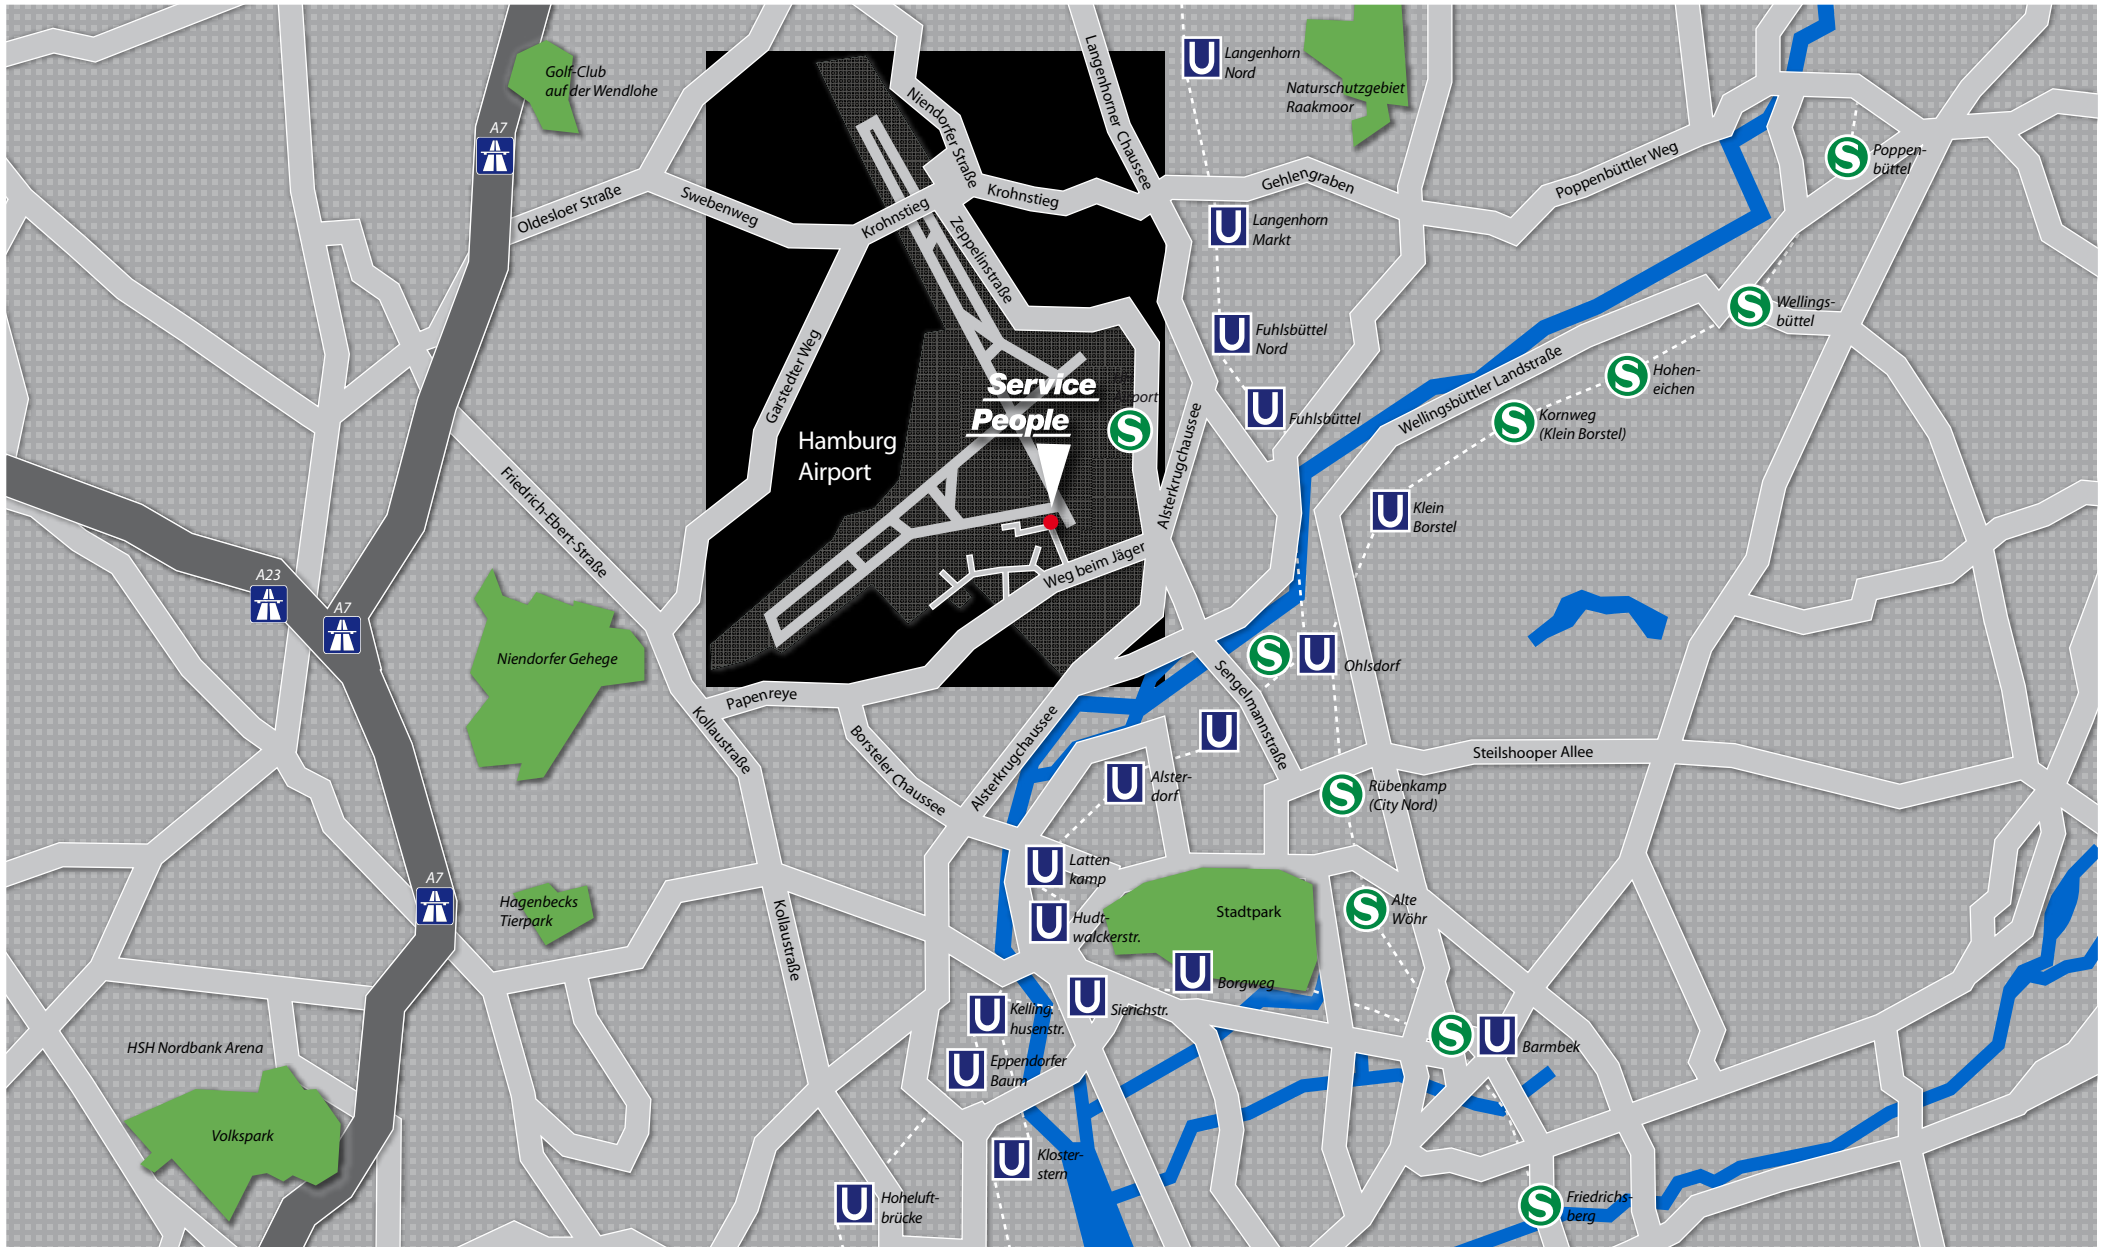 Golf-Club
auf der Wendlohe
A7
Oldesloer Straße
Swebenweg
Krohnstieg
Niendorfer Straße
Krohnstieg
Zeppelinstraße
Langenhorner Chaussee
U Langenhorn
Nord
Naturschutzgebiet
Raakmoor
Gehlengraben
Poppenbüttler Weg
S Poppen-
büttel
U Langenhorn
Markt
U Fuhlsbüttel
Nord
U Fuhlsbüttel
S Wellings-
büttel
S Hohen-
eichen
Wellingsbüttler Landstraße
S Kornweg
(Klein Borstel)
U Klein
Borstel
Garstedter Weg
Hamburg
Airport
Service
People
S
Alsterkrugchaussee
Weg beim Jäger
Friedrich-Ebert-Straße
A23
A7
Niendorfer Gehege
Papenreye
Kollaustraße
Borsteler Chaussee
Alsterkrugchaussee
Sengelmannstraße
S U Ohlsdorf
U
U Alster-
dorf
Steilshooper Allee
S Rübenkamp
(City Nord)
U Latten
kamp
U Hudt-
walckerstr.
Stadtpark
S Alte
Wöhr
U Borgweg
U Sierichstr.
U Kelling.
husenstr.
U Eppendorfer
Baum
S U Barmbek
A7
Hagenbecks
Tierpark
Kollaustraße
HSH Nordbank Arena
Volkspark
U Kloster-
stern
U Hoheluft-
brücke
S Friedrichs-
berg